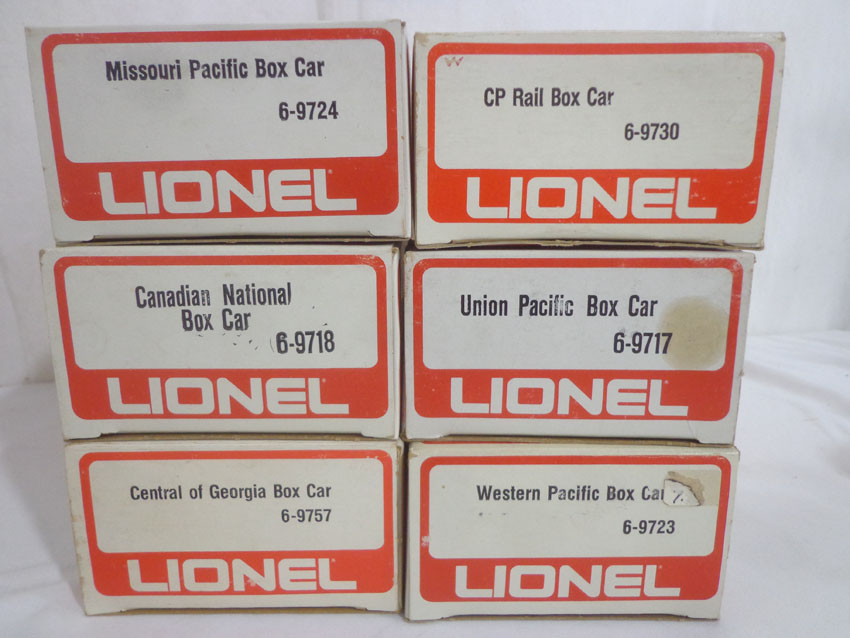 Missouri Pacific Box Car
6-9724
LIONEL
CP Rail Box Car
6-9730
LIONEL
Canadian National
Box Car
6-9718
LIONEL
Union Pacific Box Car
6-9717
LIONEL
Central of Georgia Box Car
6-9757
LIONEL
Western Pacific Box Car
6-9723
LIONEL